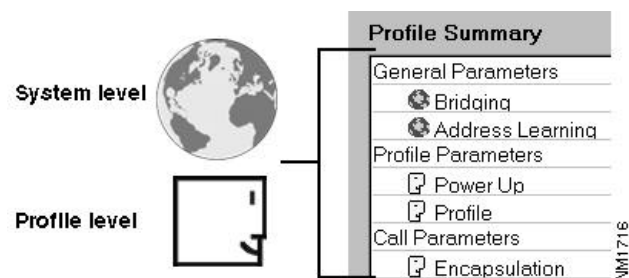 Profile Summary
General Parameters
System level
Bridging
Address Learning
Profile Parameters
Power Up
Profile level
Profile
Call Parameters
Encapsulation
NM1716